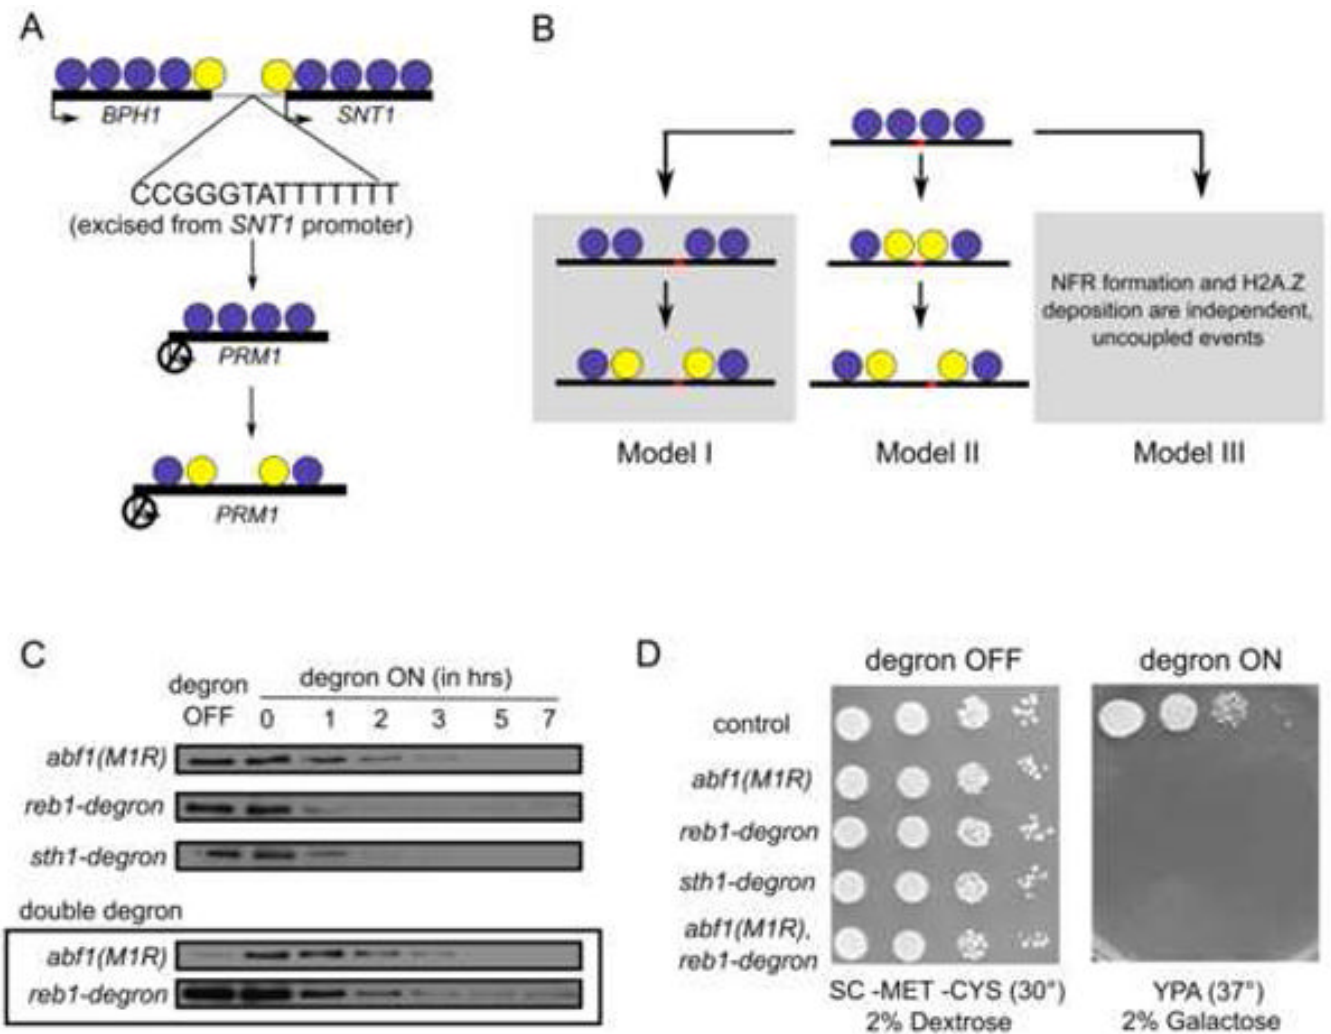 A
BPH1
SNT1
CCGGGTATTTTTTT
(excised from SNT1 promoter)
PRM1
PRM1
B
NFR formation and H2A.Z
deposition are independent,
uncoupled events
Model I
Model II
Model III
C
degron
OFF
degron ON (in hrs)
0 1 2 3 5 7
abf1(M1R)
reb1-degron
sth1-degron
double degron
abf1(M1R)
reb1-degron
D
degron OFF
degron ON
control
abf1(M1R)
reb1-degron
sth1-degron
abf1(M1R),
reb1-degron
SC -MET -CYS (30°)
2% Dextrose
YPA (37°)
2% Galactose